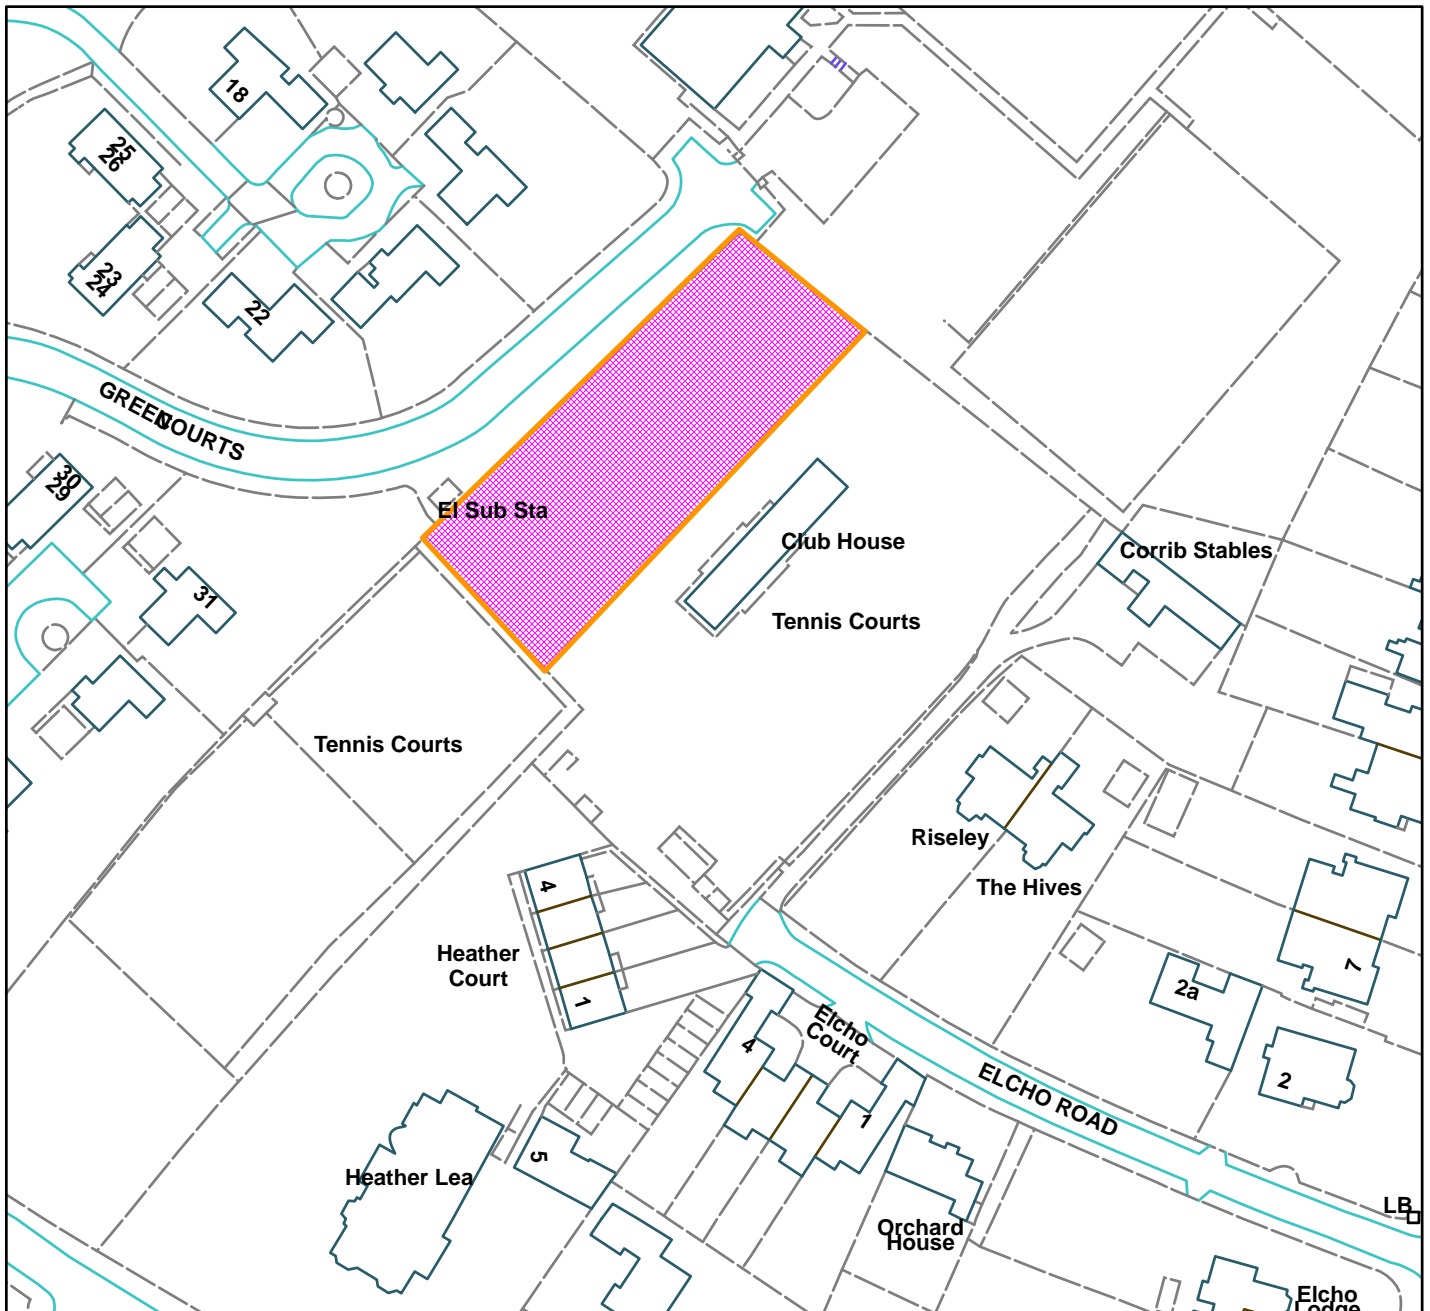 18
25
26
23
24
22
GREEN COURTS
30
29
31
El Sub Sta
Club House
Corrib Stables
Tennis Courts
Tennis Courts
Riseley
The Hives
4
Heather
Court
1
7
2a
Elcho
Court
4
1
2
ELCHO ROAD
5
Heather Lea
LB
Orchard
House
Elcho
Lodge